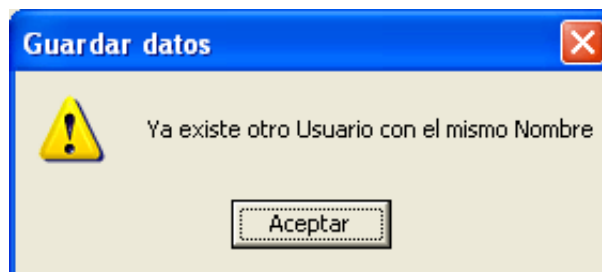 Guardar datos
Ya existe otro Usuario con el mismo Nombre
Aceptar